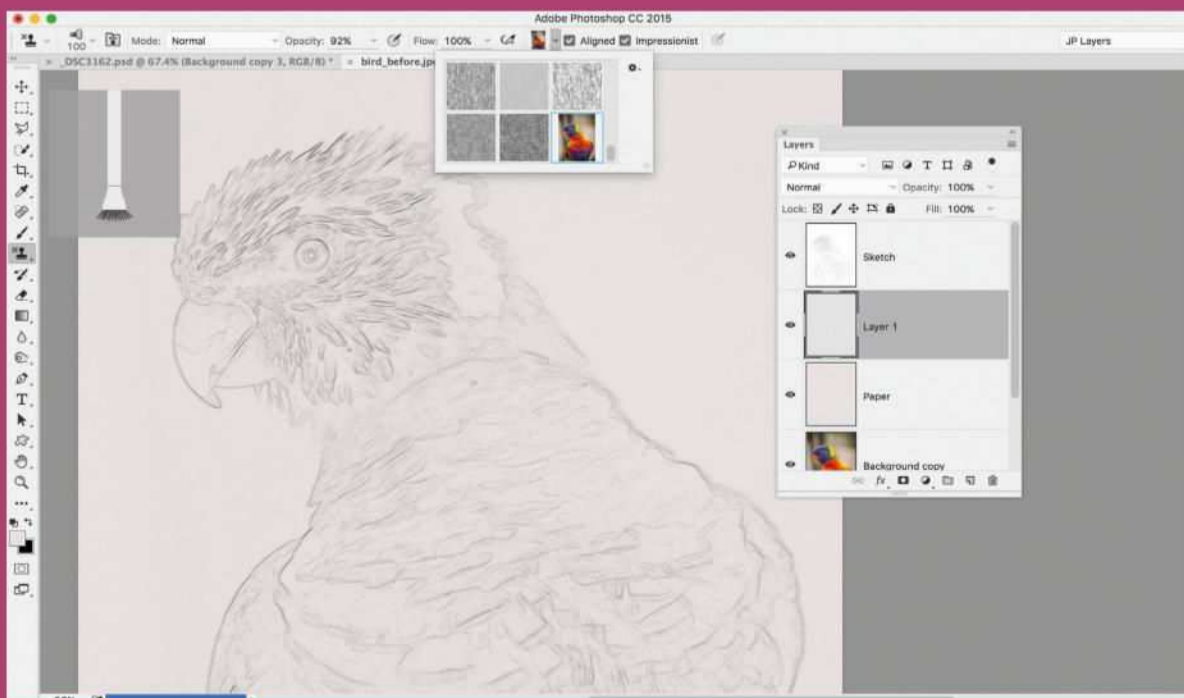 Adobe Photoshop CC 2015
100 Mode: Normal Opacity: 92% Flow: 100% Aligned Impressionist JP Layers
× _DSC3162.psd @ 67.4% (Background copy 3, RGB/8) * × bird_before.jpe
Layers
Kind
Normal Opacity: 100%
Lock: Fill: 100%
Sketch
Layer 1
Paper
Background copy
fx